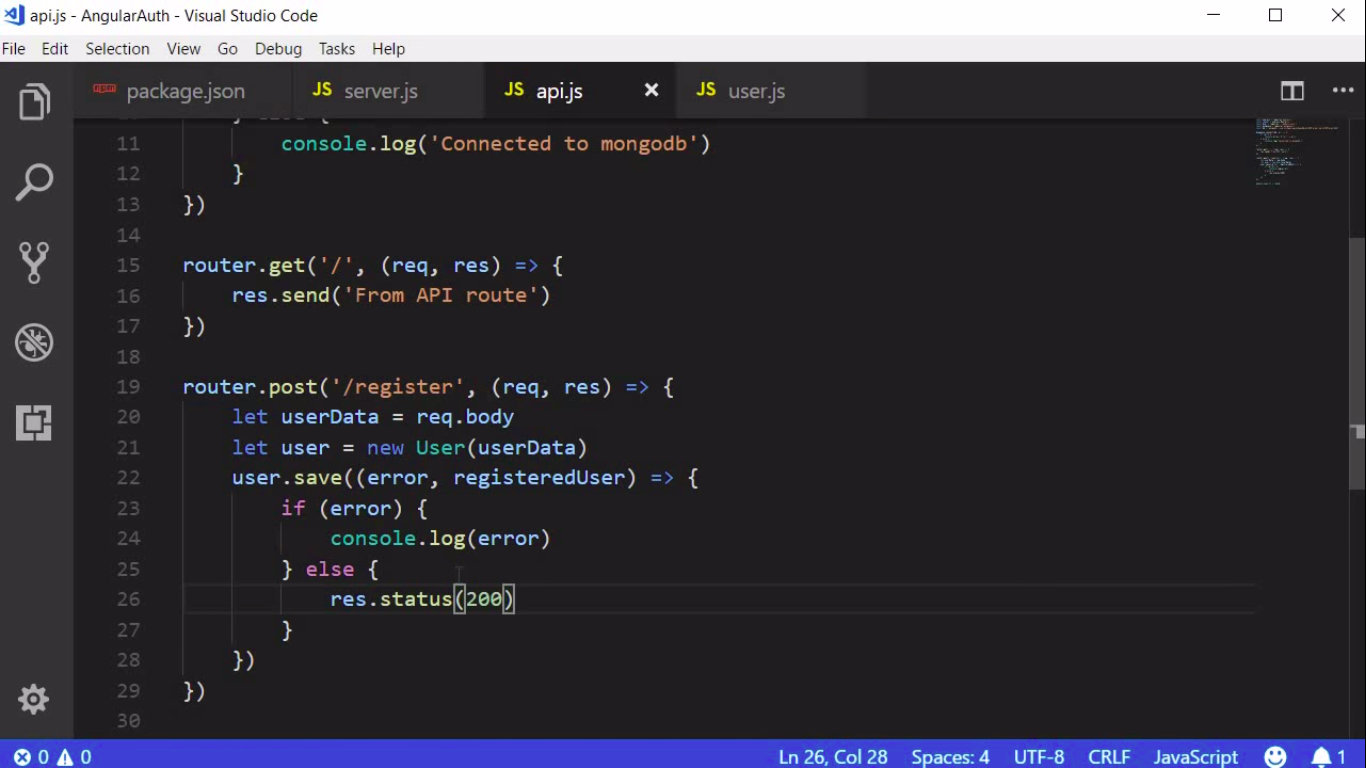 api.js - AngularAuth - Visual Studio Code
File Edit Selection View Go Debug Tasks Help
npm package.json JS server.js JS api.js JS user.js
11 console.log('Connected to mongodb')
12 }
13 })
14
15 router.get('/', (req, res) => {
16 res.send('From API route')
17 })
18
19 router.post('/register', (req, res) => {
20 let userData = req.body
21 let user = new User(userData)
22 user.save((error, registeredUser) => {
23 if (error) {
24 console.log(error)
25 } else {
26 res.status(200)
27 }
28 })
29 })
30
0 0 Ln 26, Col 28 Spaces: 4 UTF-8 CRLF JavaScript 1